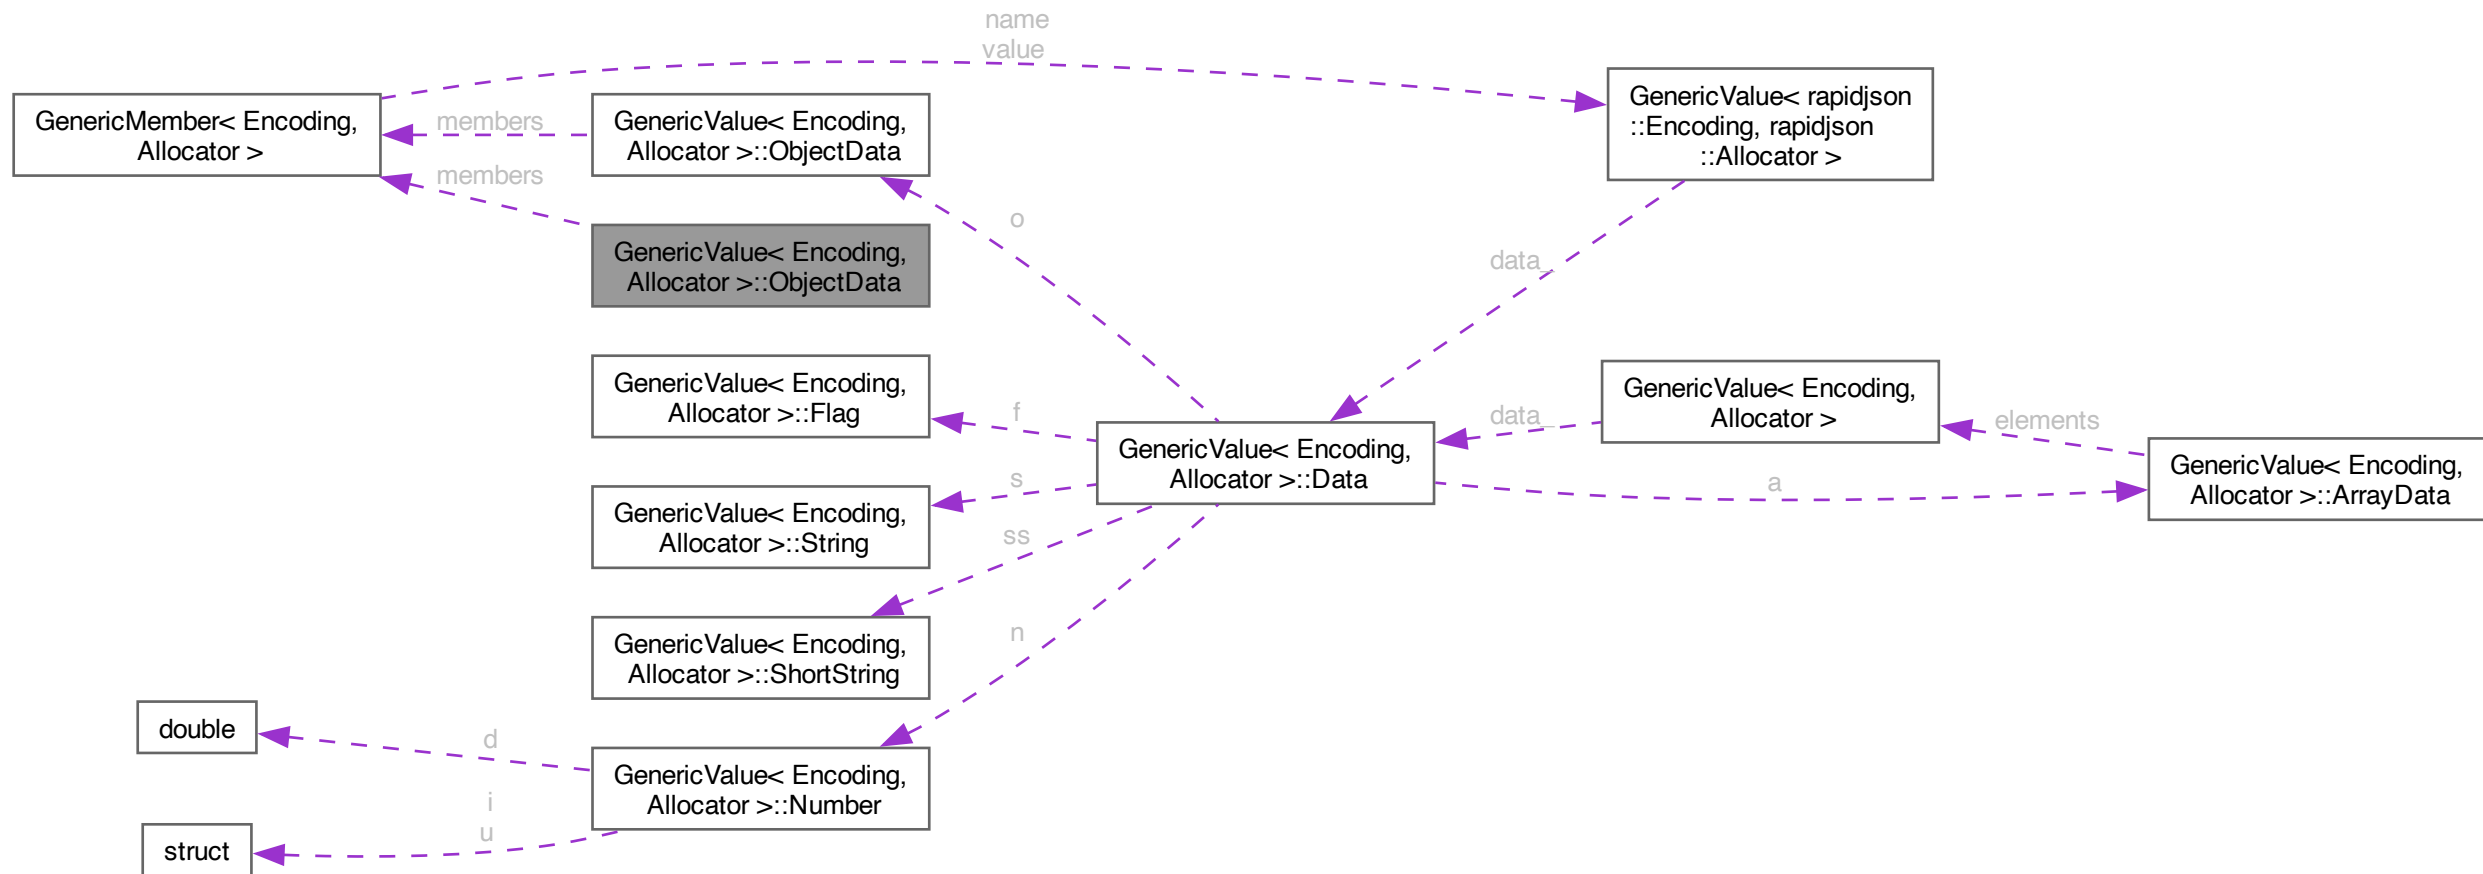 name
value
GenericMember< Encoding,
Allocator >
members
GenericValue< Encoding,
Allocator >::ObjectData
GenericValue< rapidjson
::Encoding, rapidjson
::Allocator >
members
GenericValue< Encoding,
Allocator >::ObjectData
o
data_
GenericValue< Encoding,
Allocator >::Flag
f
GenericValue< Encoding,
Allocator >::Data
data_
GenericValue< Encoding,
Allocator >
elements
GenericValue< Encoding,
Allocator >::ArrayData
a
GenericValue< Encoding,
Allocator >::String
s
ss
GenericValue< Encoding,
Allocator >::ShortString
n
double
d
GenericValue< Encoding,
Allocator >::Number
i
u
struct